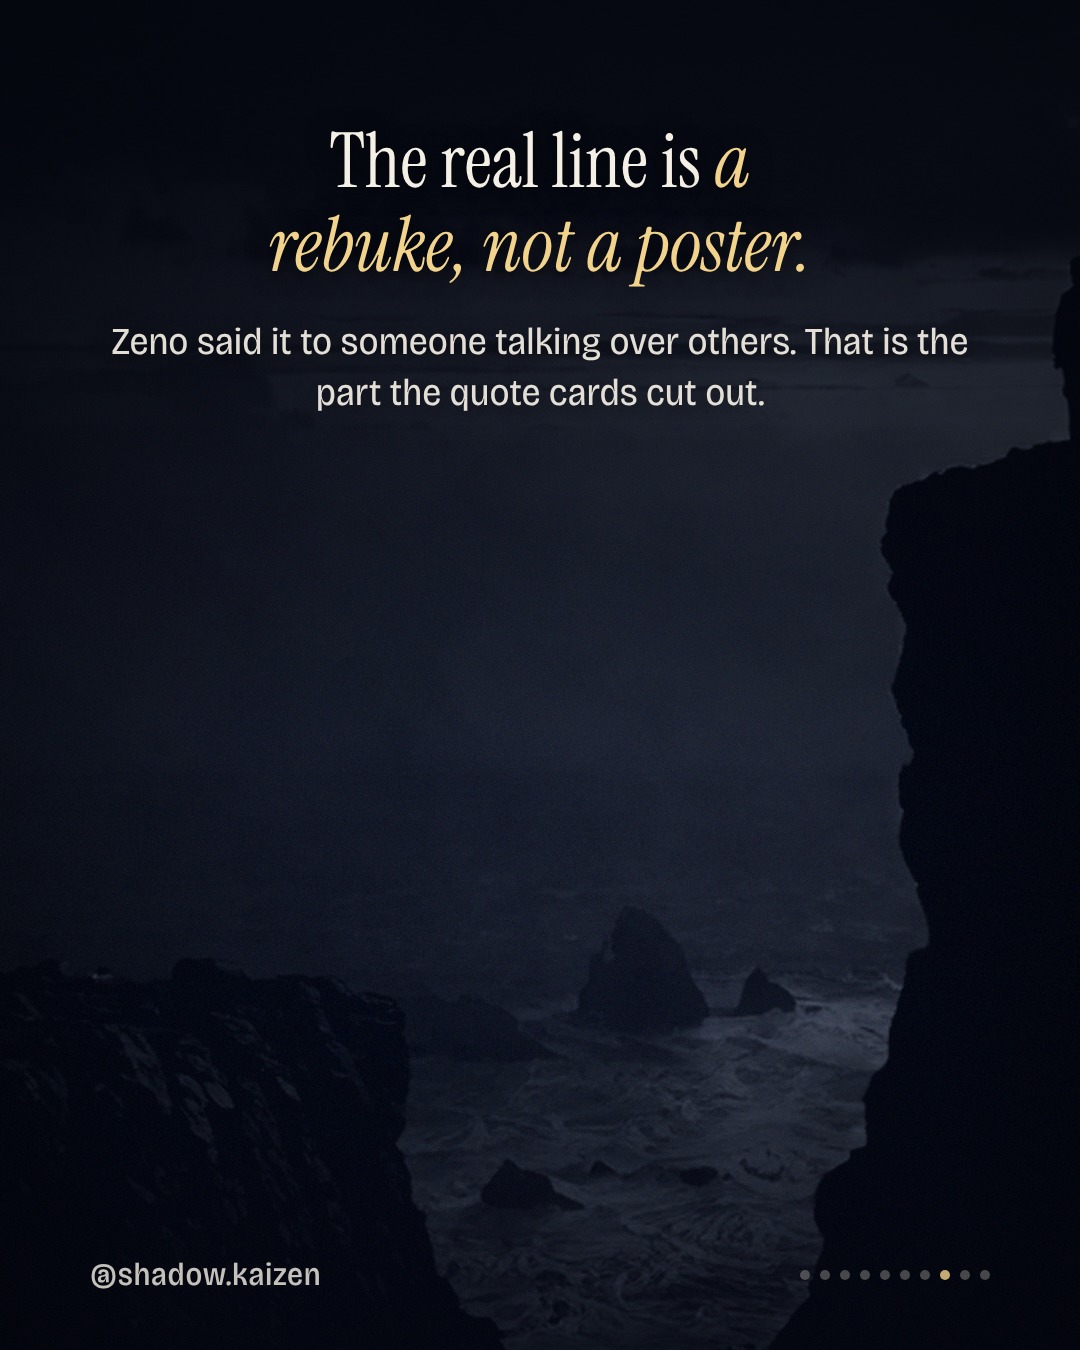 The real line is a
rebuke, not a poster.
Zeno said it to someone talking over others. That is the
part the quote cards cut out.
@shadow.kaizen